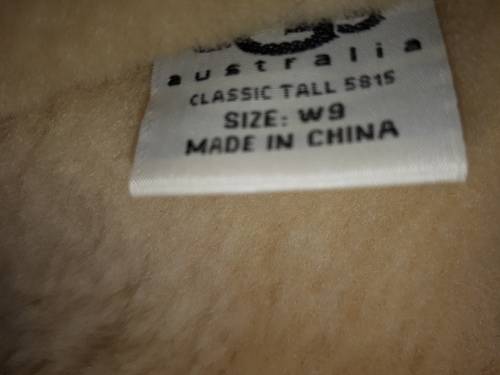 australia
CLASSIC TALL 5815
SIZE: W9
MADE IN CHINA